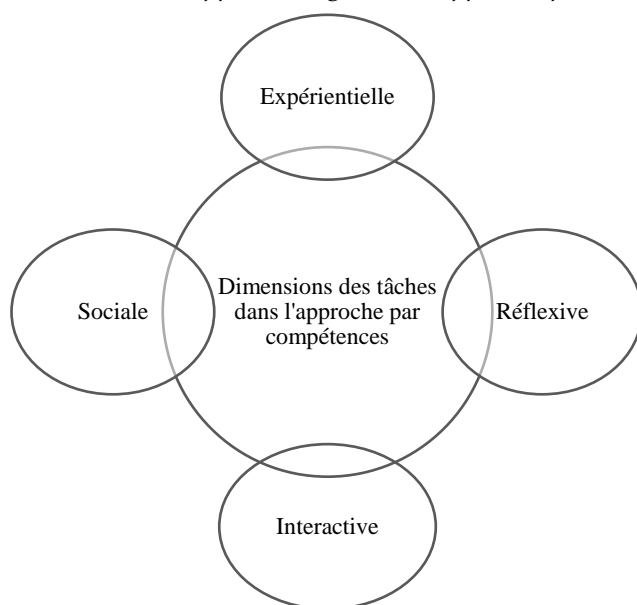 Expérientielle
Dimensions des tâches
dans l'approche par
compétences
Sociale
Réflexive
Interactive